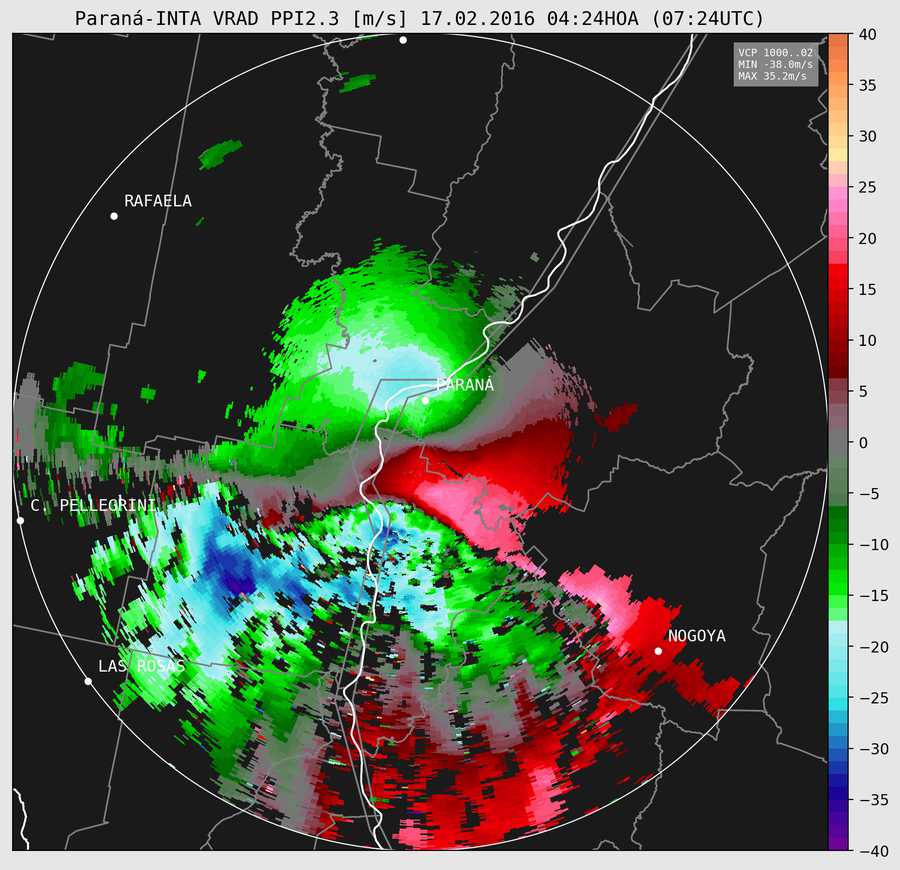 Paraná-INTA VRAD PPI2.3 [m/s] 17.02.2016 04:24HOA (07:24UTC)
VCP 1000..02
MIN -38.0m/s
MAX 35.2m/s
RAFAELA
PARANÁ
C. PELLEGRINI
NOGOYA
LAS ROSAS
40
35
30
25
20
15
10
5
0
−5
−10
−15
−20
−25
−30
−35
−40